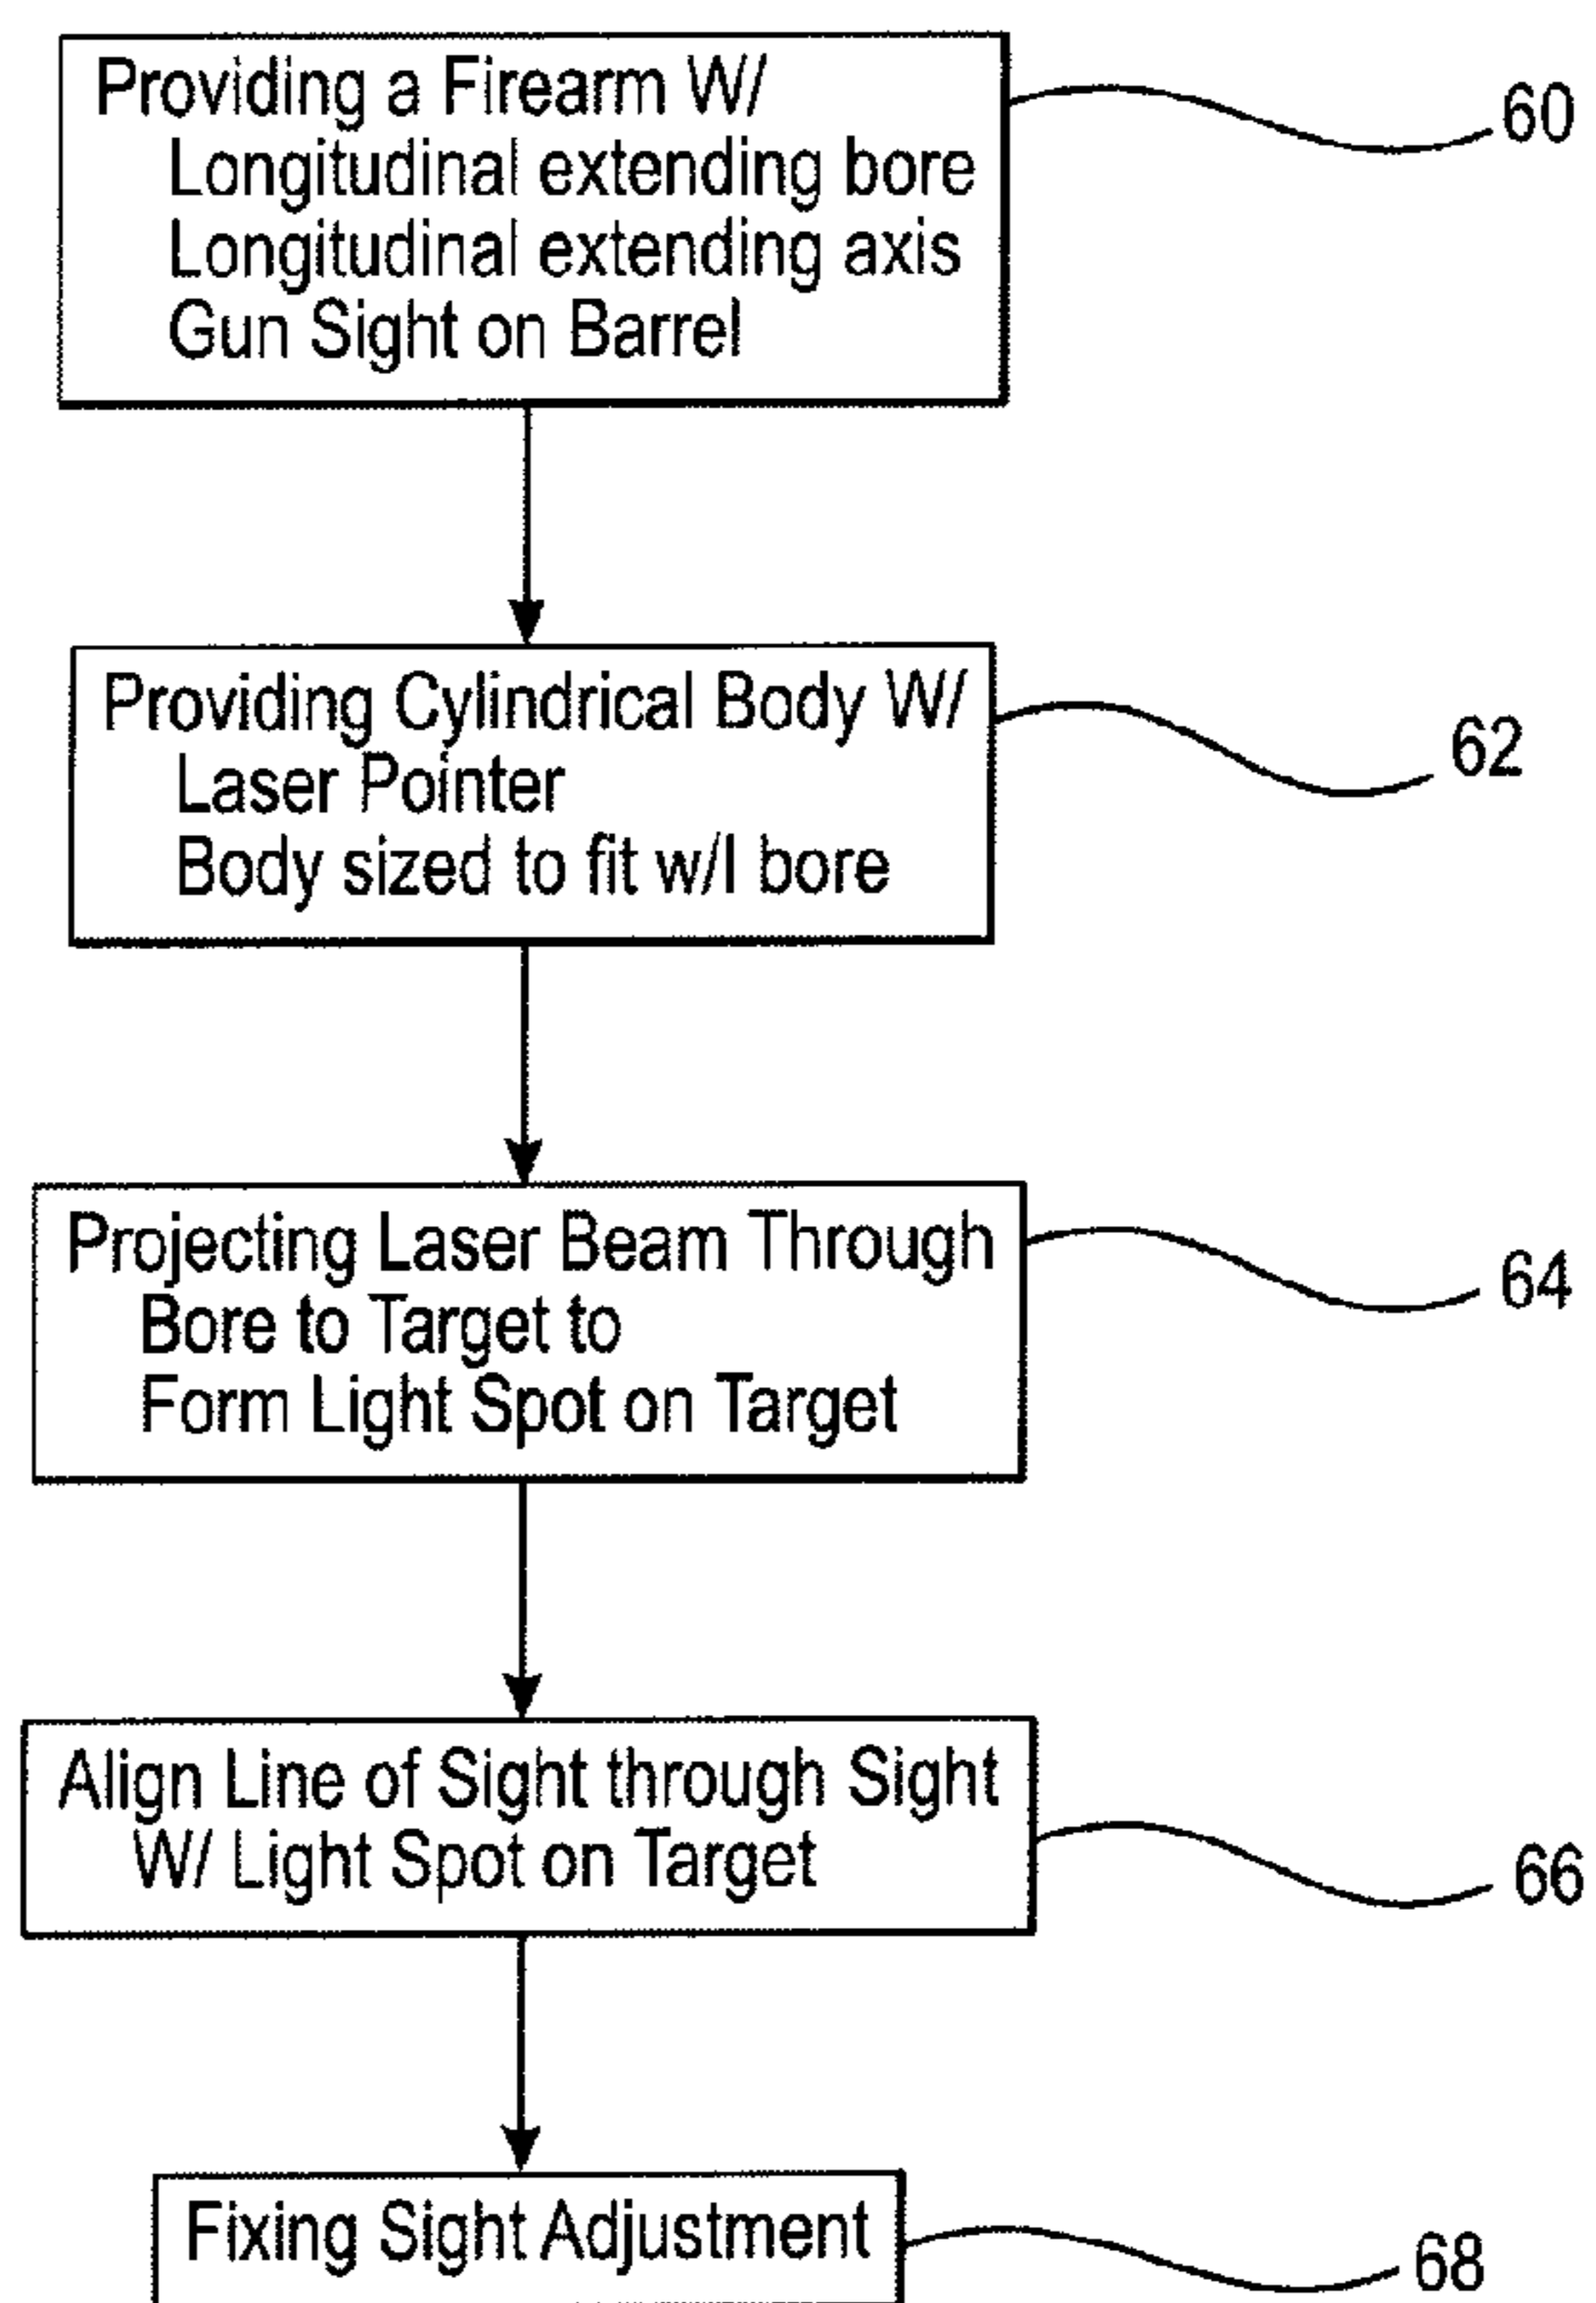 Providing a Firearm W/
Longitudinal extending bore
Longitudinal extending axis
Gun Sight on Barrel
60
Providing Cylindrical Body W/
Laser Pointer
Body sized to fit w/I bore
62
Projecting Laser Beam Through
Bore to Target to
Form Light Spot on Target
64
Align Line of Sight through Sight
W/ Light Spot on Target
66
Fixing Sight Adjustment
68